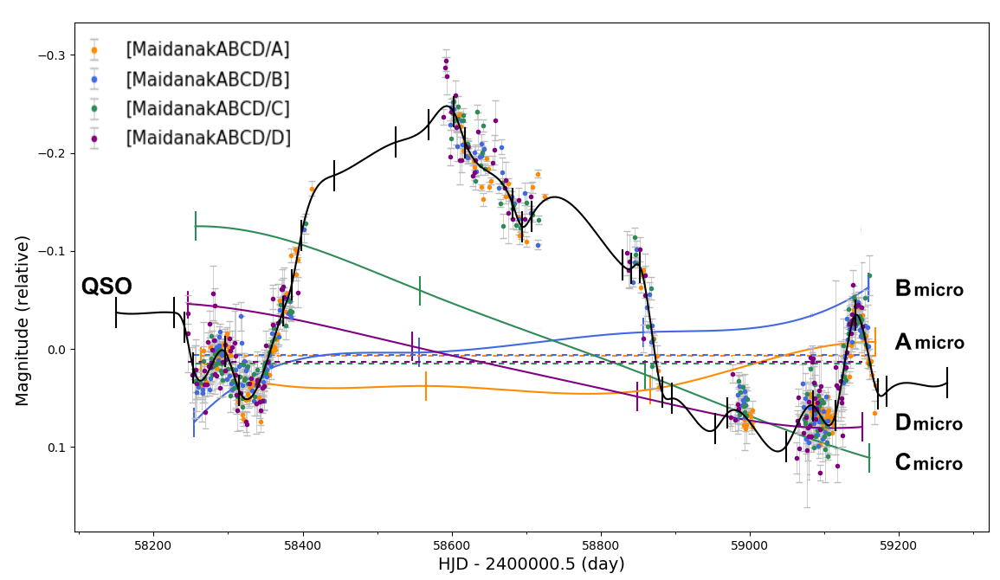 [MaidanakABCD/A]
[MaidanakABCD/B]
[MaidanakABCD/C]
[MaidanakABCD/D]
QSO
B micro
A micro
D micro
C micro
−0.3
−0.2
−0.1
0.0
0.1
Magnitude (relative)
58200 58400 58600 58800 59000 59200
HJD - 2400000.5 (day)